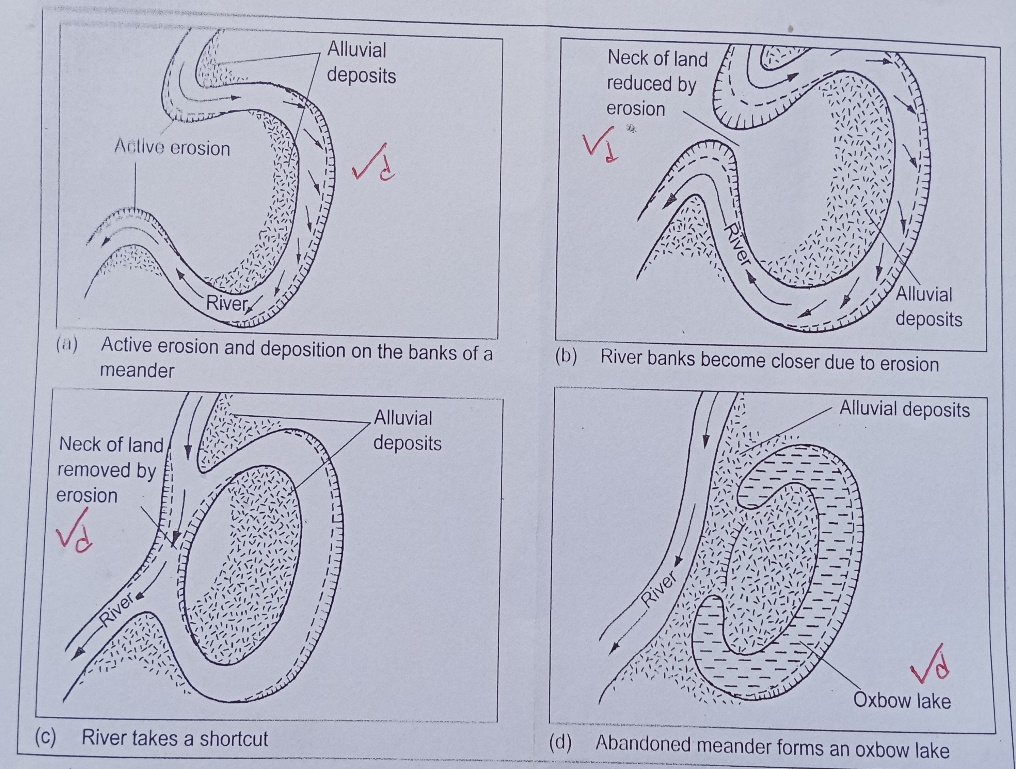 Alluvial
deposits
Active erosion
√d
River
(a) Active erosion and deposition on the banks of a
meander
Neck of land
reduced by
erosion
√d
River
Alluvial
deposits
(b) River banks become closer due to erosion
Alluvial
deposits
Neck of land
removed by
erosion
√d
River
(c) River takes a shortcut
Alluvial deposits
River
√d
Oxbow lake
(d) Abandoned meander forms an oxbow lake